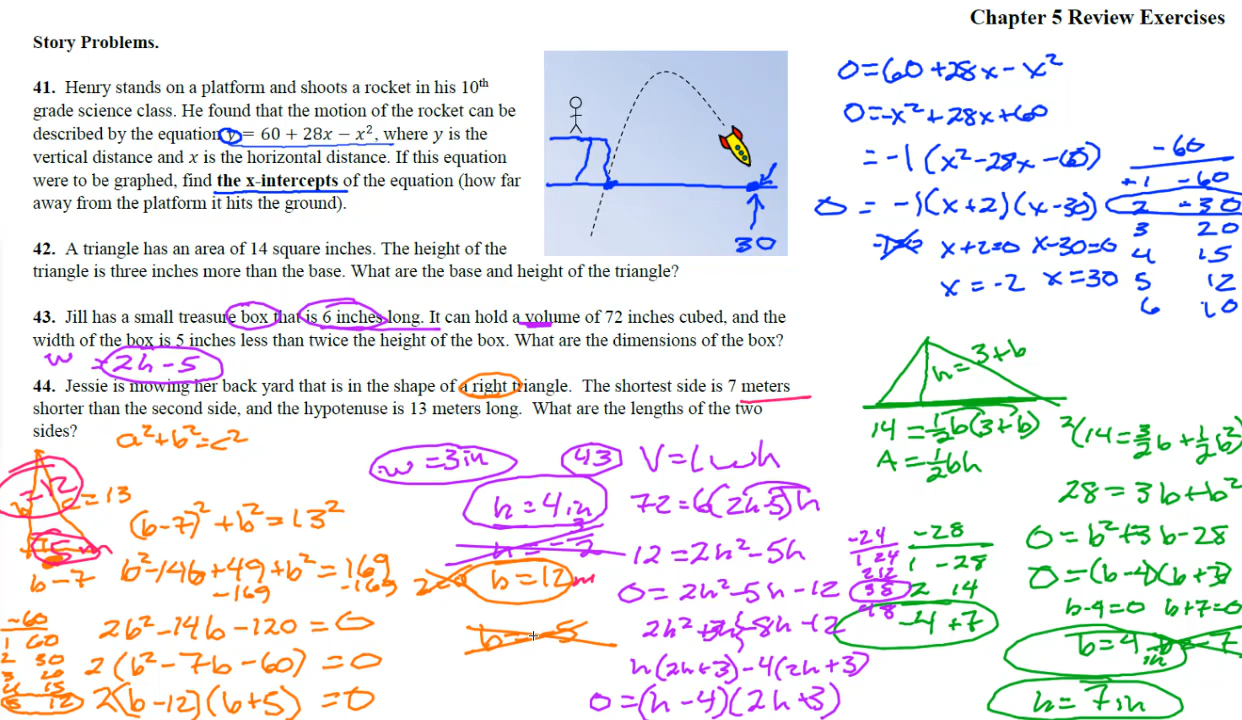 Chapter 5 Review Exercises
Story Problems.
41. Henry stands on a platform and shoots a rocket in his 10th
grade science class. He found that the motion of the rocket can be
described by the equation y = 60 + 28x − x², where y is the
vertical distance and x is the horizontal distance. If this equation
were to be graphed, find the x-intercepts of the equation (how far
away from the platform it hits the ground).
30
0=60+28x-x²
0=-x²+28x+60
=-1(x²-28x-60)
0=-1(x+2)(x-30)
x+2=0 x-30=0
x=-2 x=30
-60
+1 -60
2 -30
3 20
4 15
5 12
6 10
42. A triangle has an area of 14 square inches. The height of the
triangle is three inches more than the base. What are the base and height of the triangle?
43. Jill has a small treasure box that is 6 inches long. It can hold a volume of 72 inches cubed, and the
width of the box is 5 inches less than twice the height of the box. What are the dimensions of the box?
w = 2h-5
44. Jessie is mowing her back yard that is in the shape of a right triangle. The shortest side is 7 meters
shorter than the second side, and the hypotenuse is 13 meters long. What are the lengths of the two
sides?
a²+b²=c²
c=13
5m
b-7
(b-7)²+b²=13²
b²-14b+49+b²=169
-169 -169
2b²-14b-120=0
2(b²-7b-60)=0
2(b-12)(b+5)=0
-60
1 60
2 30
3 20
4 15
5 12
b=12m
b=-5
w=3in
h=4in
43 V=lwh
72=6(2h-5)h
12=2h²-5h
0=2h²-5h-12
2h²+3h-8h-12
h(2h+3)-4(2h+3)
0=(h-4)(2h+3)
-24
1 24
2 12
3 8
4 6
h=3+b
14=½b(3+b)
A=½bh
2(14=3/2b+½b²)
28=3b+b²
0=b²+3b-28
0=(b-4)(b+7)
b-4=0 b+7=0
b=4in b=-7
h=7in
-28
1 -28
2 14
-4 +7